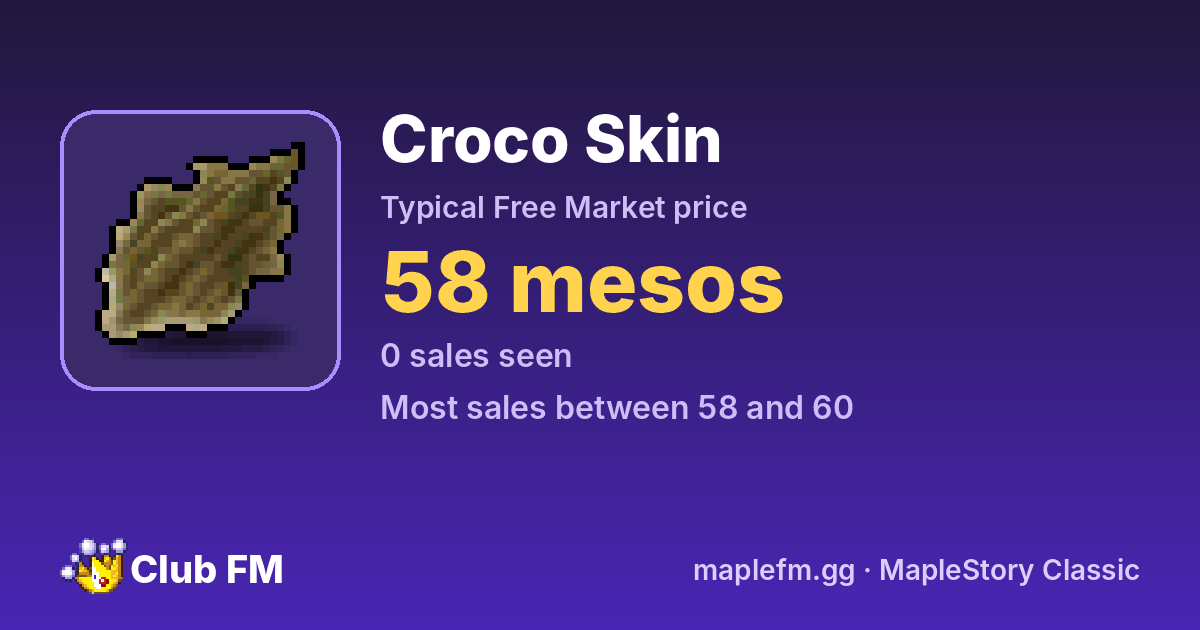 Croco Skin
Typical Free Market price
58 mesos
0 sales seen
Most sales between 58 and 60
Club FM
maplefm.gg · MapleStory Classic